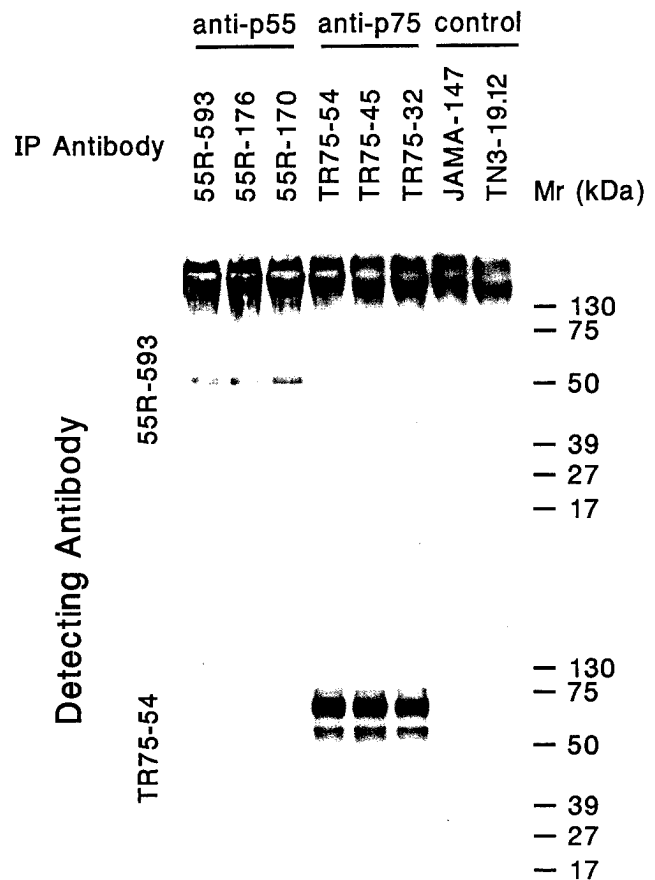 anti-p55 anti-p75 control
IP Antibody
55R-593
55R-176
55R-170
TR75-54
TR75-45
TR75-32
JAMA-147
TN3-19.12
Mr (kDa)
Detecting Antibody
55R-593
130
75
50
39
27
17
TR75-54
130
75
50
39
27
17